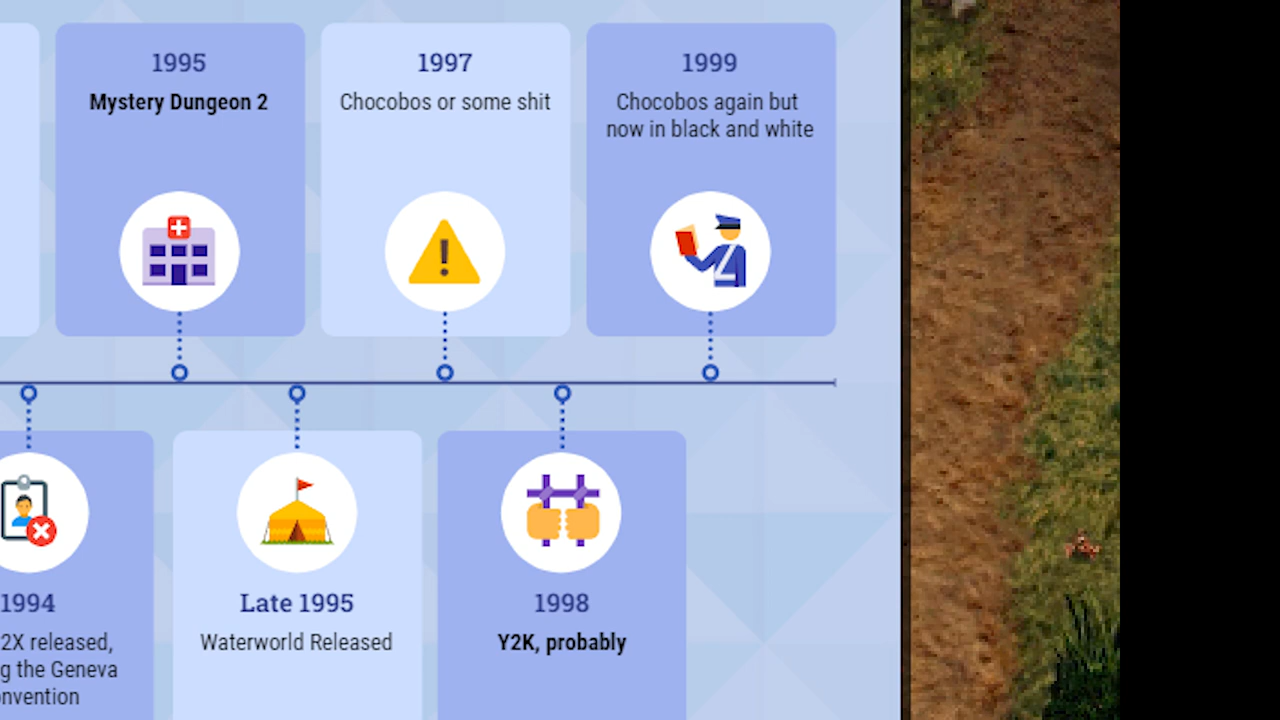 1995
Mystery Dungeon 2
1997
Chocobos or some shit
1999
Chocobos again but
now in black and white
1994
2X released,
g the Geneva
nvention
Late 1995
Waterworld Released
1998
Y2K, probably